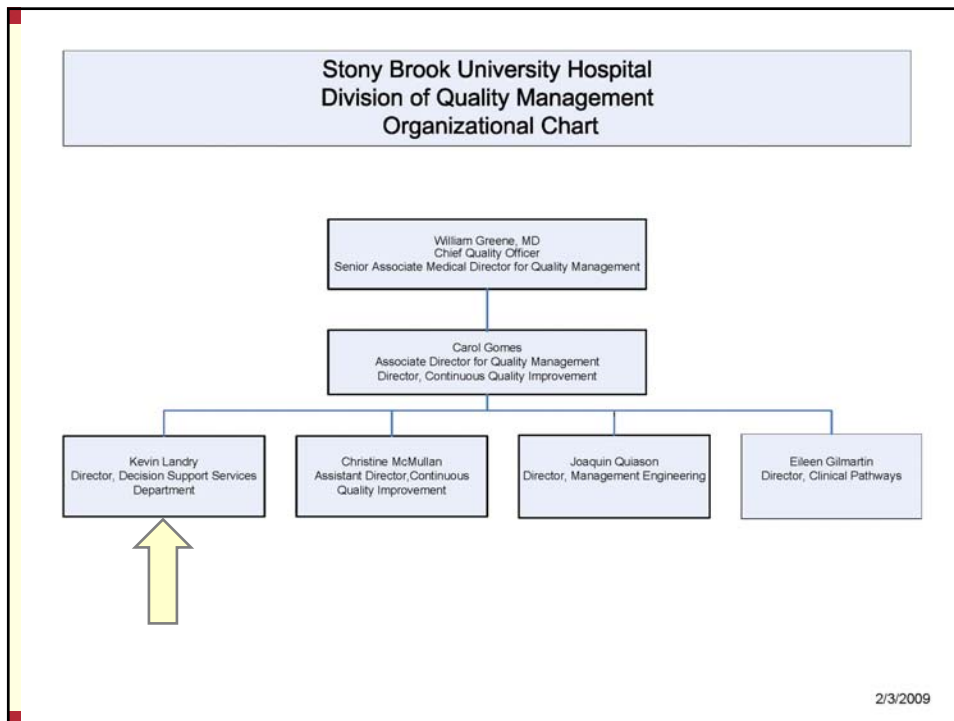 Stony Brook University Hospital
Division of Quality Management
Organizational Chart
William Greene, MD
Chief Quality Officer
Senior Associate Medical Director for Quality Management
Carol Gomes
Associate Director for Quality Management
Director, Continuous Quality Improvement
Kevin Landry
Director, Decision Support Services
Department
Christine McMullan
Assistant Director,Continuous
Quality Improvement
Joaquin Quiason
Director, Management Engineering
Eileen Gilmartin
Director, Clinical Pathways
2/3/2009